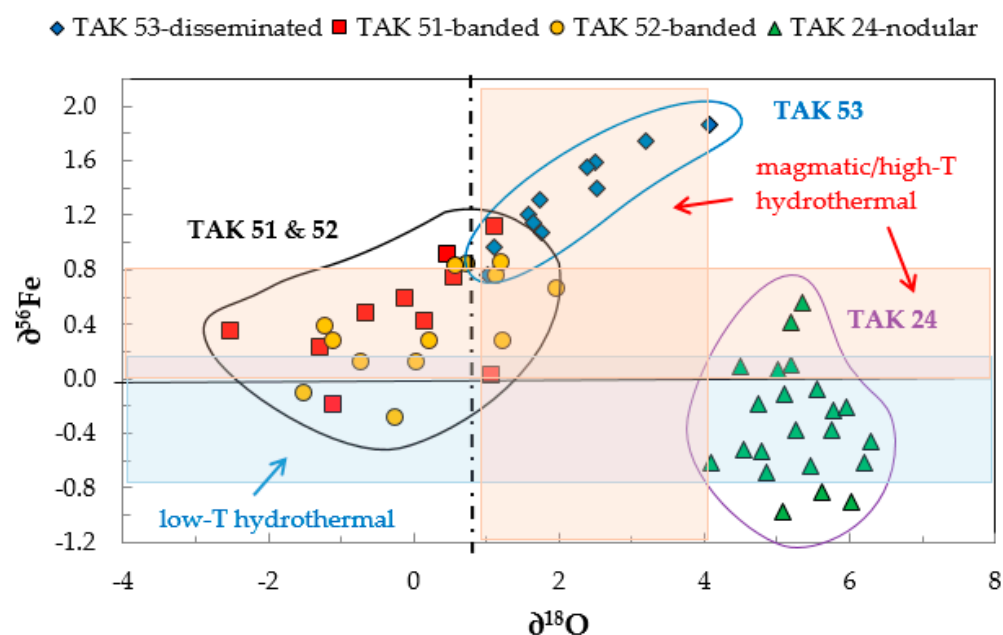 TAK 53-disseminated TAK 51-banded TAK 52-banded TAK 24-nodular
2.0
1.6
1.2
0.8
0.4
0.0
-0.4
-0.8
-1.2
∂⁵⁶Fe
TAK 53
magmatic/high-T
hydrothermal
TAK 51 & 52
TAK 24
low-T hydrothermal
-4 -2 0 2 4 6 8
∂¹⁸O